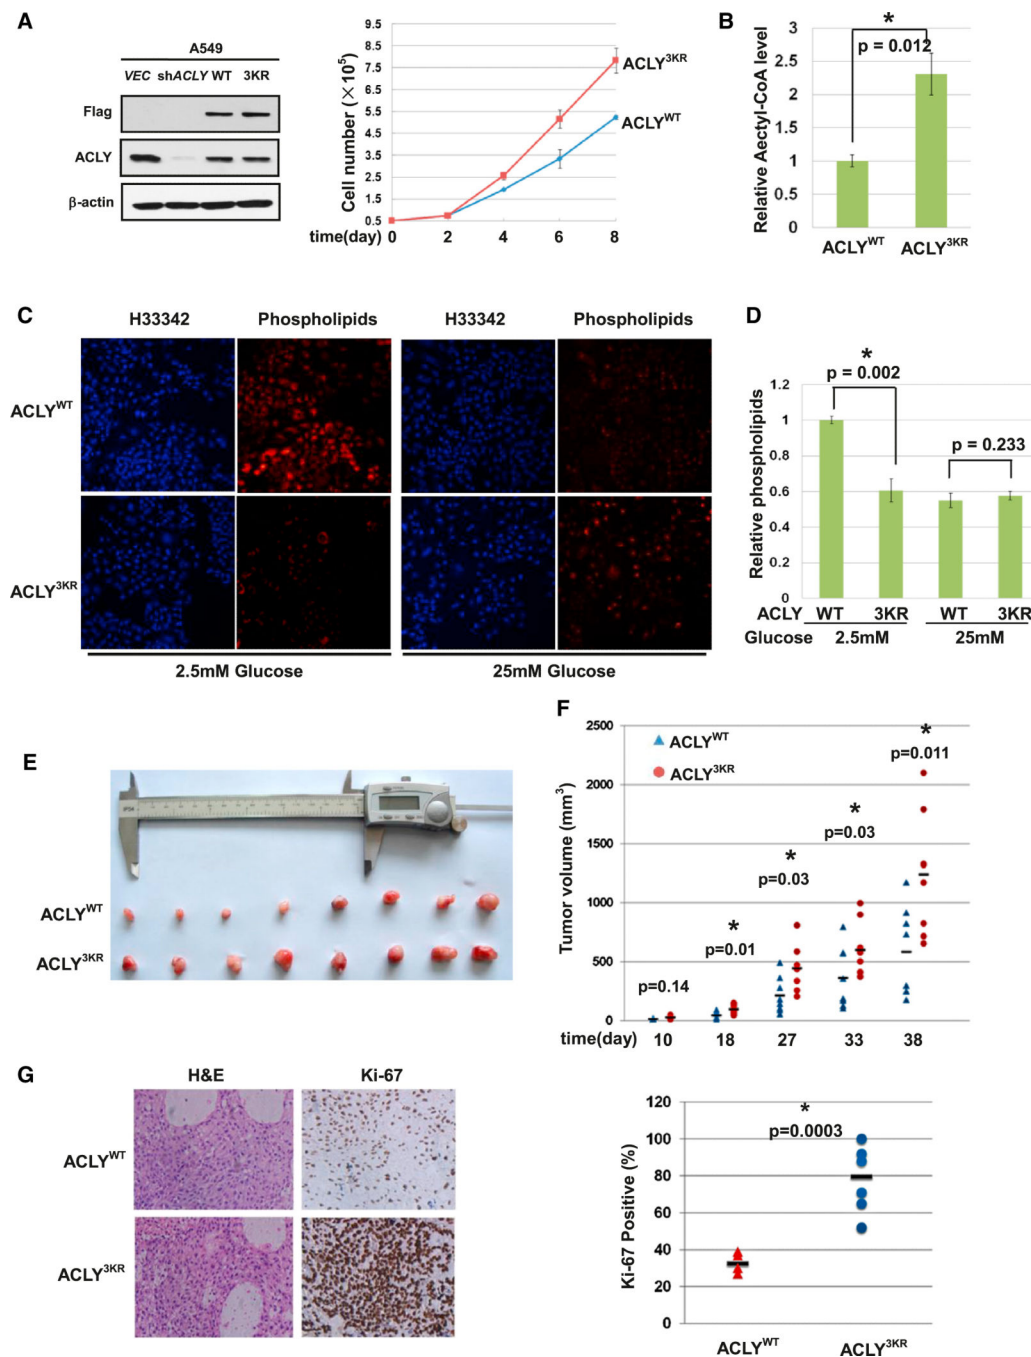 A
A549
VEC shACLY WT 3KR
Flag
ACLY
β-actin
Cell number (×10⁵)
9.5
8.5
7.5
6.5
5.5
4.5
3.5
2.5
1.5
0.5
ACLY³ᴷᴿ
ACLYᵂᵀ
time(day)
0 2 4 6 8
B
Relative Aectyl-CoA level
3
2.5
2
1.5
1
0.5
0
*
p = 0.012
ACLYᵂᵀ ACLY³ᴷᴿ
C
H33342 Phospholipids H33342 Phospholipids
ACLYᵂᵀ
ACLY³ᴷᴿ
2.5mM Glucose 25mM Glucose
D
Relative phospholipids
1.2
1
0.8
0.6
0.4
0.2
0
*
p = 0.002
p = 0.233
ACLY WT 3KR WT 3KR
Glucose 2.5mM 25mM
E
ACLYᵂᵀ
ACLY³ᴷᴿ
F
Tumor volume (mm³)
2500
2000
1500
1000
500
0
ACLYᵂᵀ
ACLY³ᴷᴿ
p=0.14
*
p=0.01
*
p=0.03
*
p=0.03
*
p=0.011
time(day) 10 18 27 33 38
G
H&E Ki-67
ACLYᵂᵀ
ACLY³ᴷᴿ
Ki-67 Positive (%)
120
100
80
60
40
20
0
*
p=0.0003
ACLYᵂᵀ ACLY³ᴷᴿ